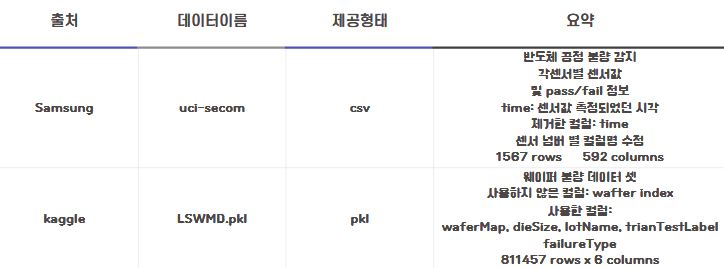 출처 데이터이름 제공형태 요약
반도체 공정 불량 감지
각센서별 센서값
및 pass/fail 정보
Samsung uci-secom csv time: 센서값 측정되었던 시각
제거한 컬럼: time
센서 넘버 별 컬럼명 수정
1567 rows 592 columns
웨이퍼 불량 데이터 셋
사용하지 않은 컬럼: wafter index
kaggle LSWMD.pkl pkl 사용한 컬럼:
waferMap, dieSize, lotName, trianTestLabel
failureType
811457 rows x 6 columns